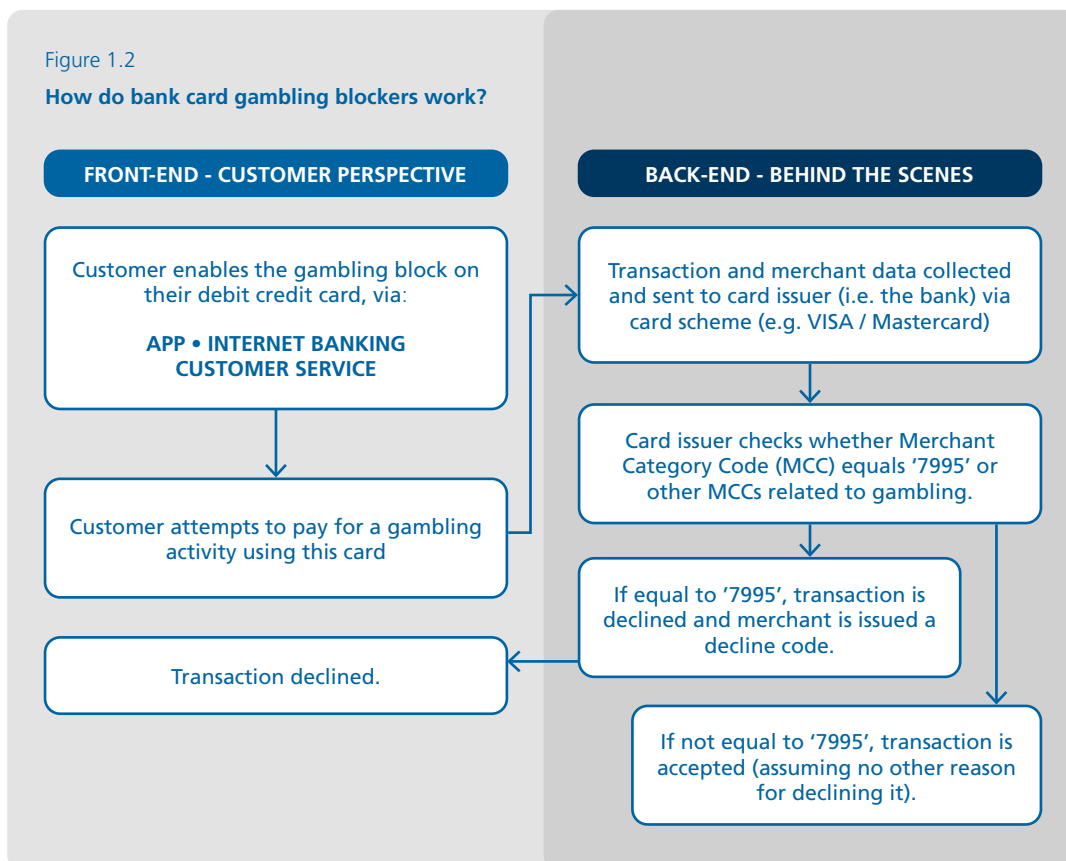 Figure 1.2
How do bank card gambling blockers work?
FRONT-END - CUSTOMER PERSPECTIVE
Customer enables the gambling block on
their debit credit card, via:
APP • INTERNET BANKING
CUSTOMER SERVICE
Customer attempts to pay for a gambling
activity using this card
Transaction declined.
BACK-END - BEHIND THE SCENES
Transaction and merchant data collected
and sent to card issuer (i.e. the bank) via
card scheme (e.g. VISA / Mastercard)
Card issuer checks whether Merchant
Category Code (MCC) equals ‘7995’ or
other MCCs related to gambling.
If equal to ‘7995’, transaction is
declined and merchant is issued a
decline code.
If not equal to ‘7995’, transaction is
accepted (assuming no other reason
for declining it).